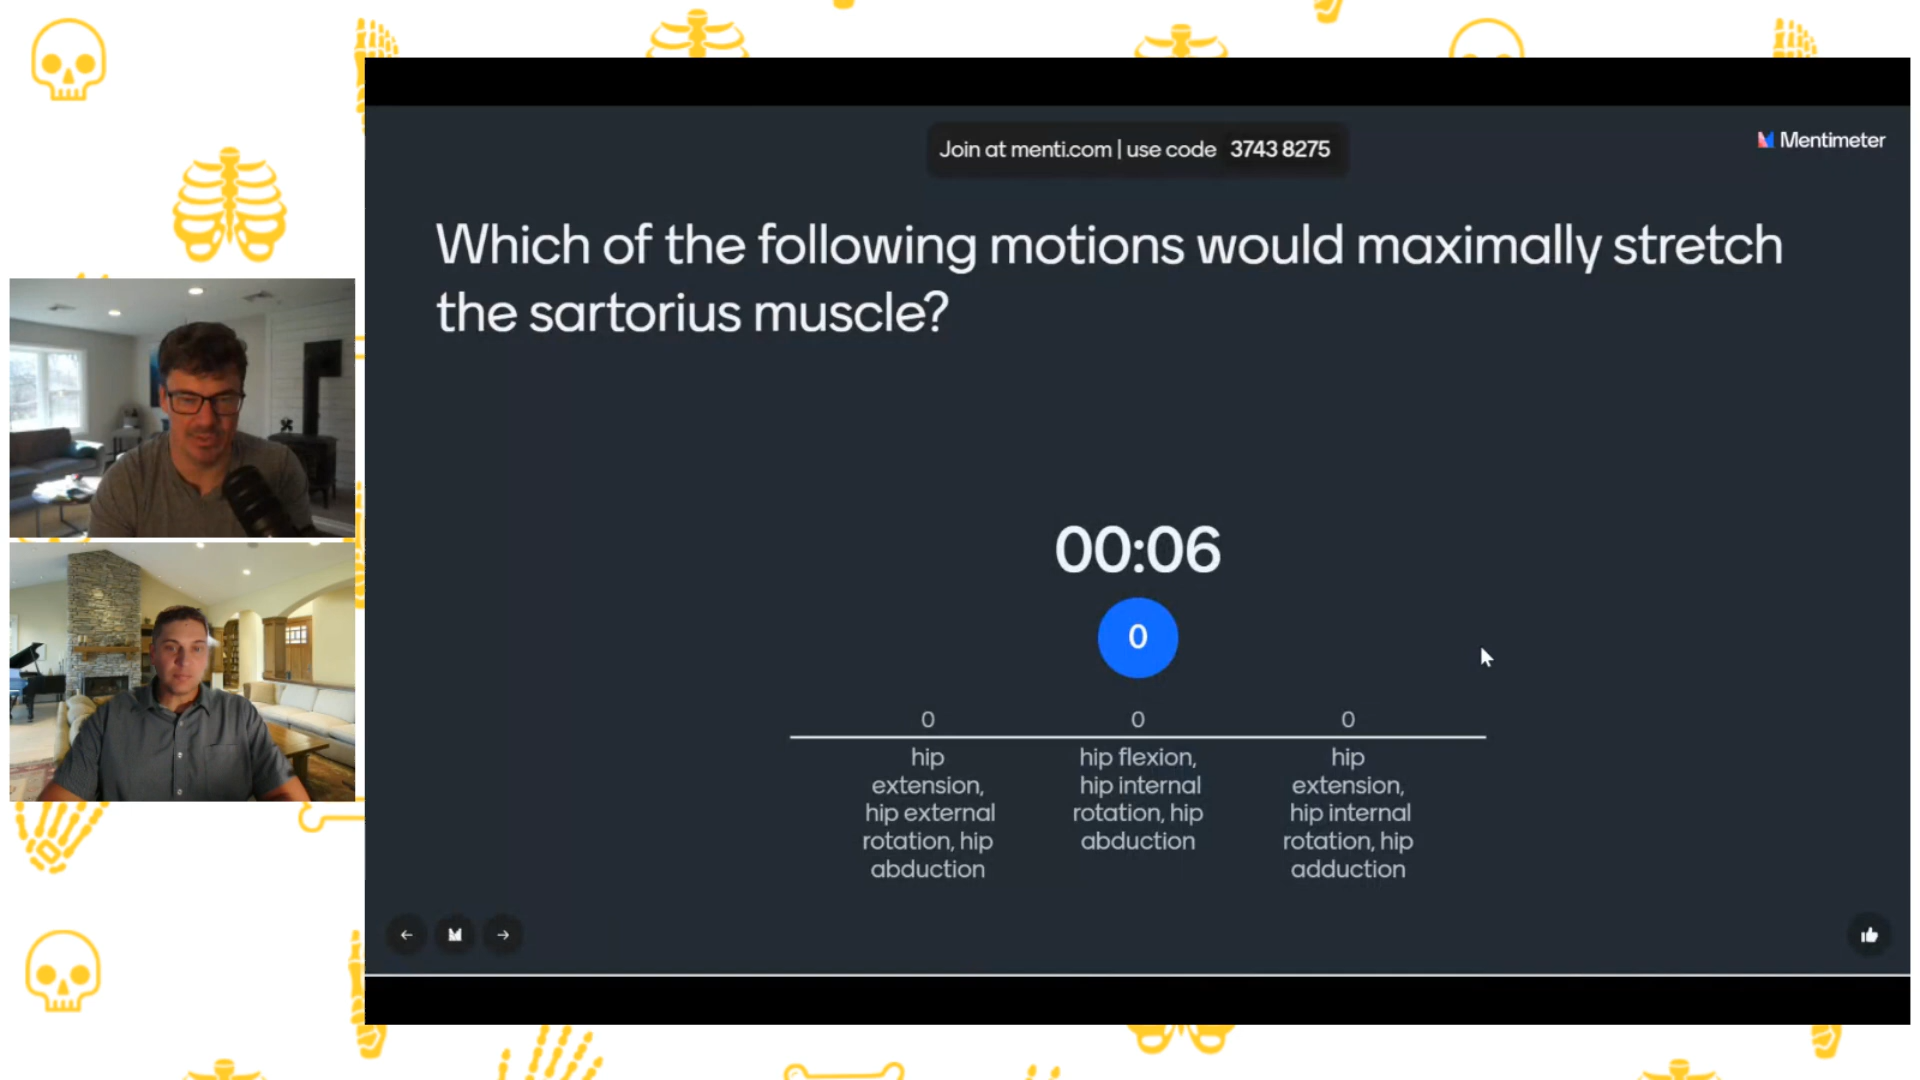 Join at menti.com | use code 3743 8275
Mentimeter
Which of the following motions would maximally stretch
the sartorius muscle?
00:06
0
0
0
0
hip
extension,
hip external
rotation, hip
abduction
hip flexion,
hip internal
rotation, hip
abduction
hip
extension,
hip internal
rotation, hip
adduction